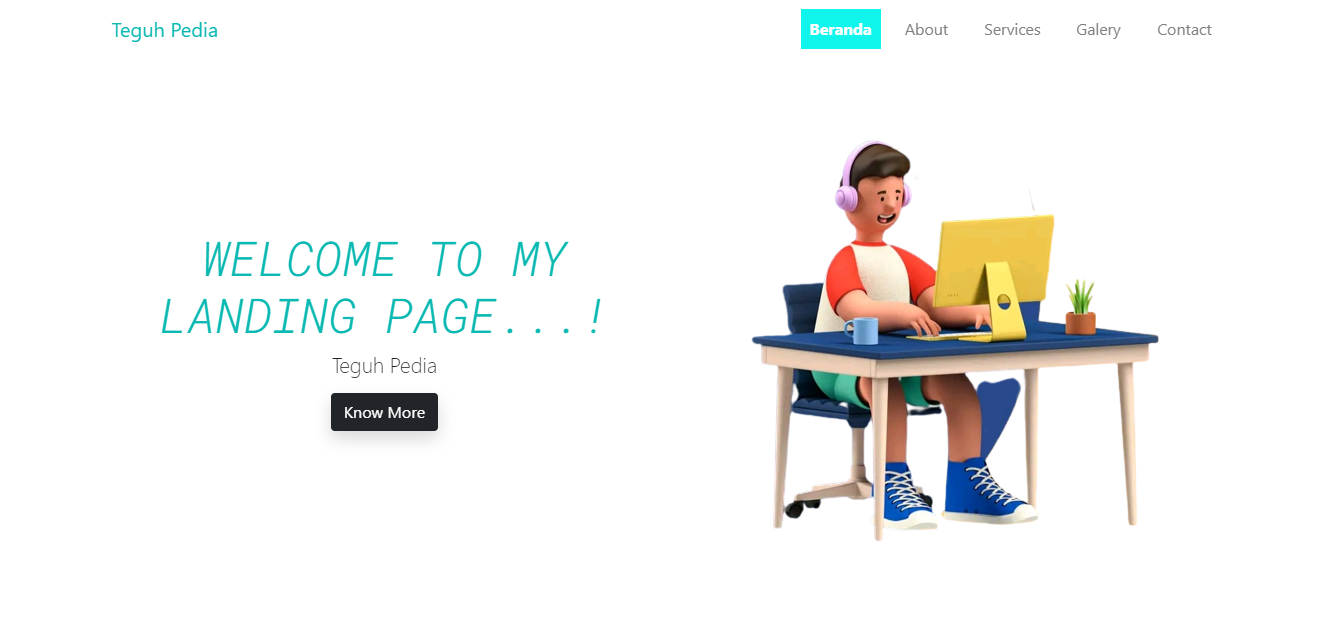 Teguh Pedia
Beranda
About
Services
Galery
Contact
WELCOME TO MY
LANDING PAGE...!
Teguh Pedia
Know More